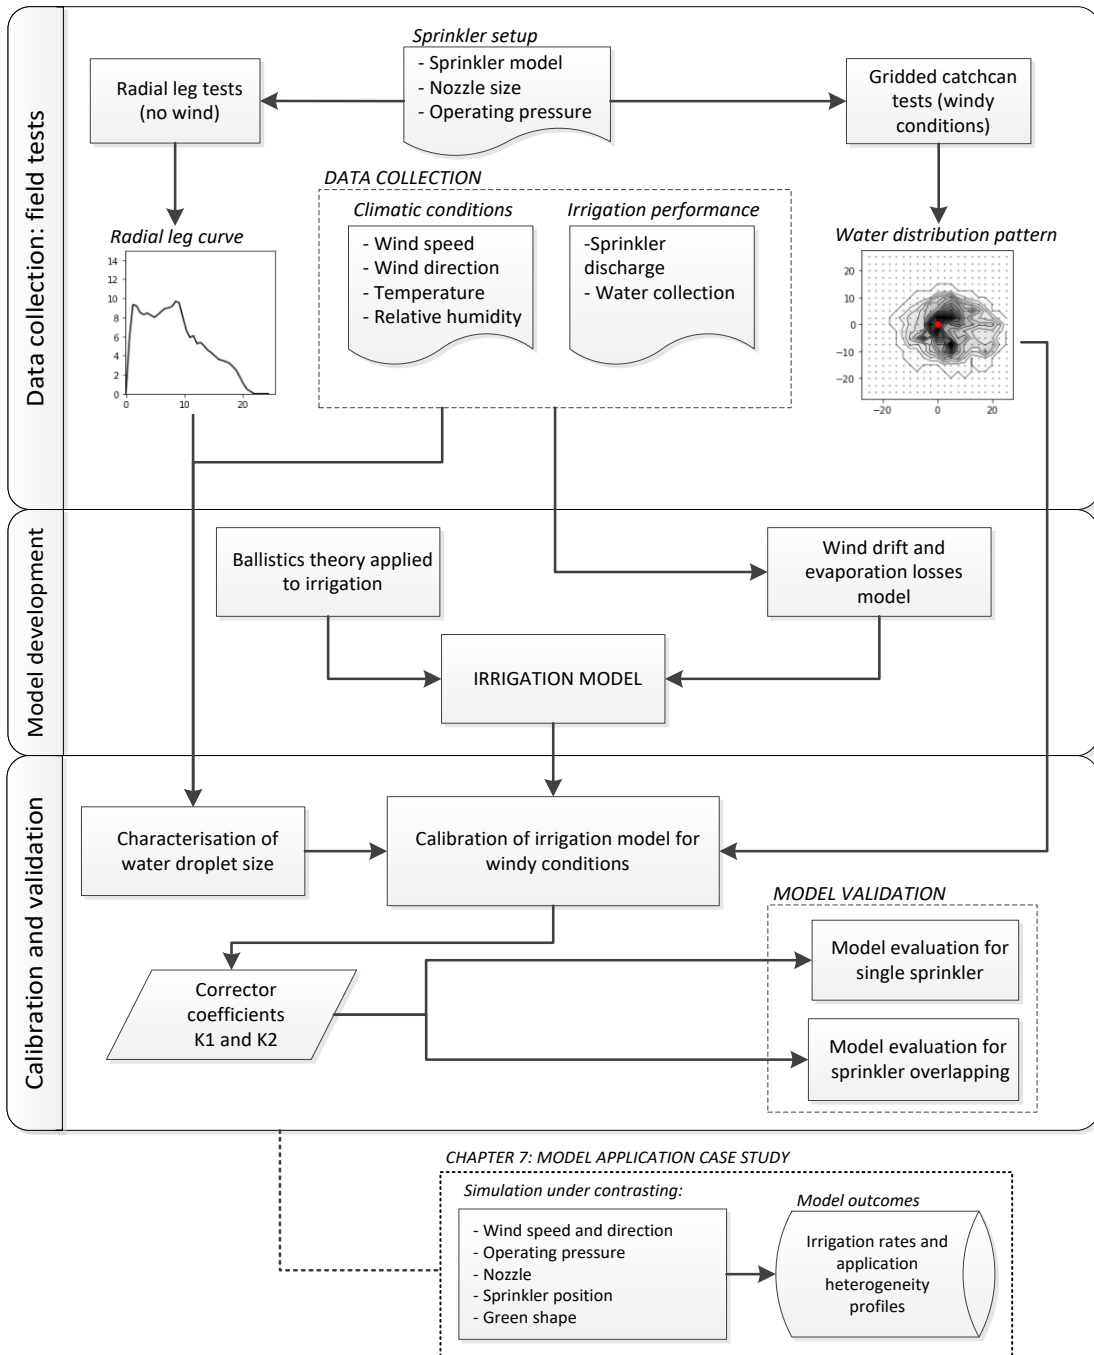 Data collection: field tests
Sprinkler setup
- Sprinkler model
- Nozzle size
- Operating pressure
Radial leg tests
(no wind)
Gridded catchcan
tests (windy
conditions)
DATA COLLECTION
Climatic conditions
- Wind speed
- Wind direction
- Temperature
- Relative humidity
Irrigation performance
-Sprinkler
discharge
- Water collection
Radial leg curve
14
12
10
8
6
4
2
0
0 10 20
Water distribution pattern
20
10
0
−10
−20
−20 0 20
Model development
Ballistics theory applied
to irrigation
Wind drift and
evaporation losses
model
IRRIGATION MODEL
Calibration and validation
Characterisation of
water droplet size
Calibration of irrigation model for
windy conditions
Corrector
coefficients
K1 and K2
MODEL VALIDATION
Model evaluation for
single sprinkler
Model evaluation for
sprinkler overlapping
CHAPTER 7: MODEL APPLICATION CASE STUDY
Simulation under contrasting:
- Wind speed and direction
- Operating pressure
- Nozzle
- Sprinkler position
- Green shape
Model outcomes
Irrigation rates and
application
heterogeneity
profiles